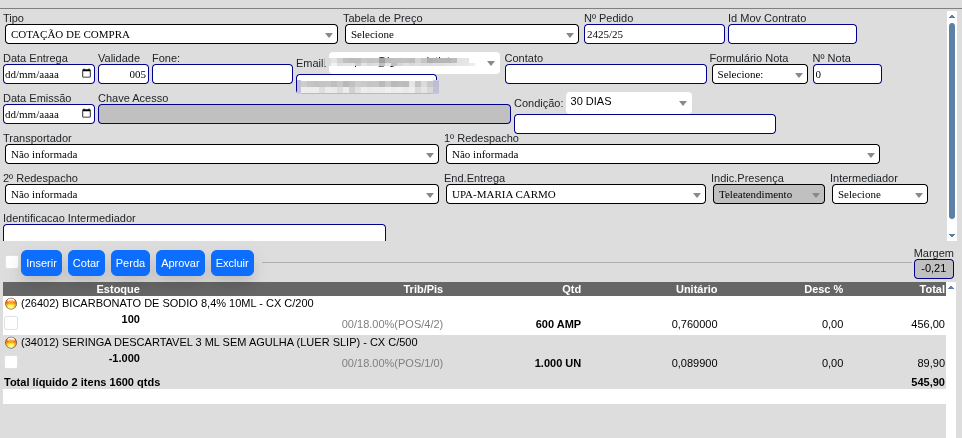 Tipo Tabela de Preço Nº Pedido Id Mov Contrato
COTAÇÃO DE COMPRA Selecione 2425/25
Data Entrega Validade Fone: Email: Contato Formulário Nota Nº Nota
dd/mm/aaaa 005 Selecione: 0
Data Emissão Chave Acesso Condição: 30 DIAS
dd/mm/aaaa
Transportador 1º Redespacho
Não informada Não informada
2º Redespacho End.Entrega Indic.Presença Intermediador
Não informada UPA-MARIA CARMO Teleatendimento Selecione
Identificacao Intermediador
Inserir Cotar Perda Aprovar Excluir Margem
-0,21
Estoque Trib/Pis Qtd Unitário Desc % Total
(26402) BICARBONATO DE SODIO 8,4% 10ML - CX C/200
100 00/18.00%(POS/4/2) 600 AMP 0,760000 0,00 456,00
(34012) SERINGA DESCARTAVEL 3 ML SEM AGULHA (LUER SLIP) - CX C/500
-1.000 00/18.00%(POS/1/0) 1.000 UN 0,089900 0,00 89,90
Total líquido 2 itens 1600 qtds 545,90